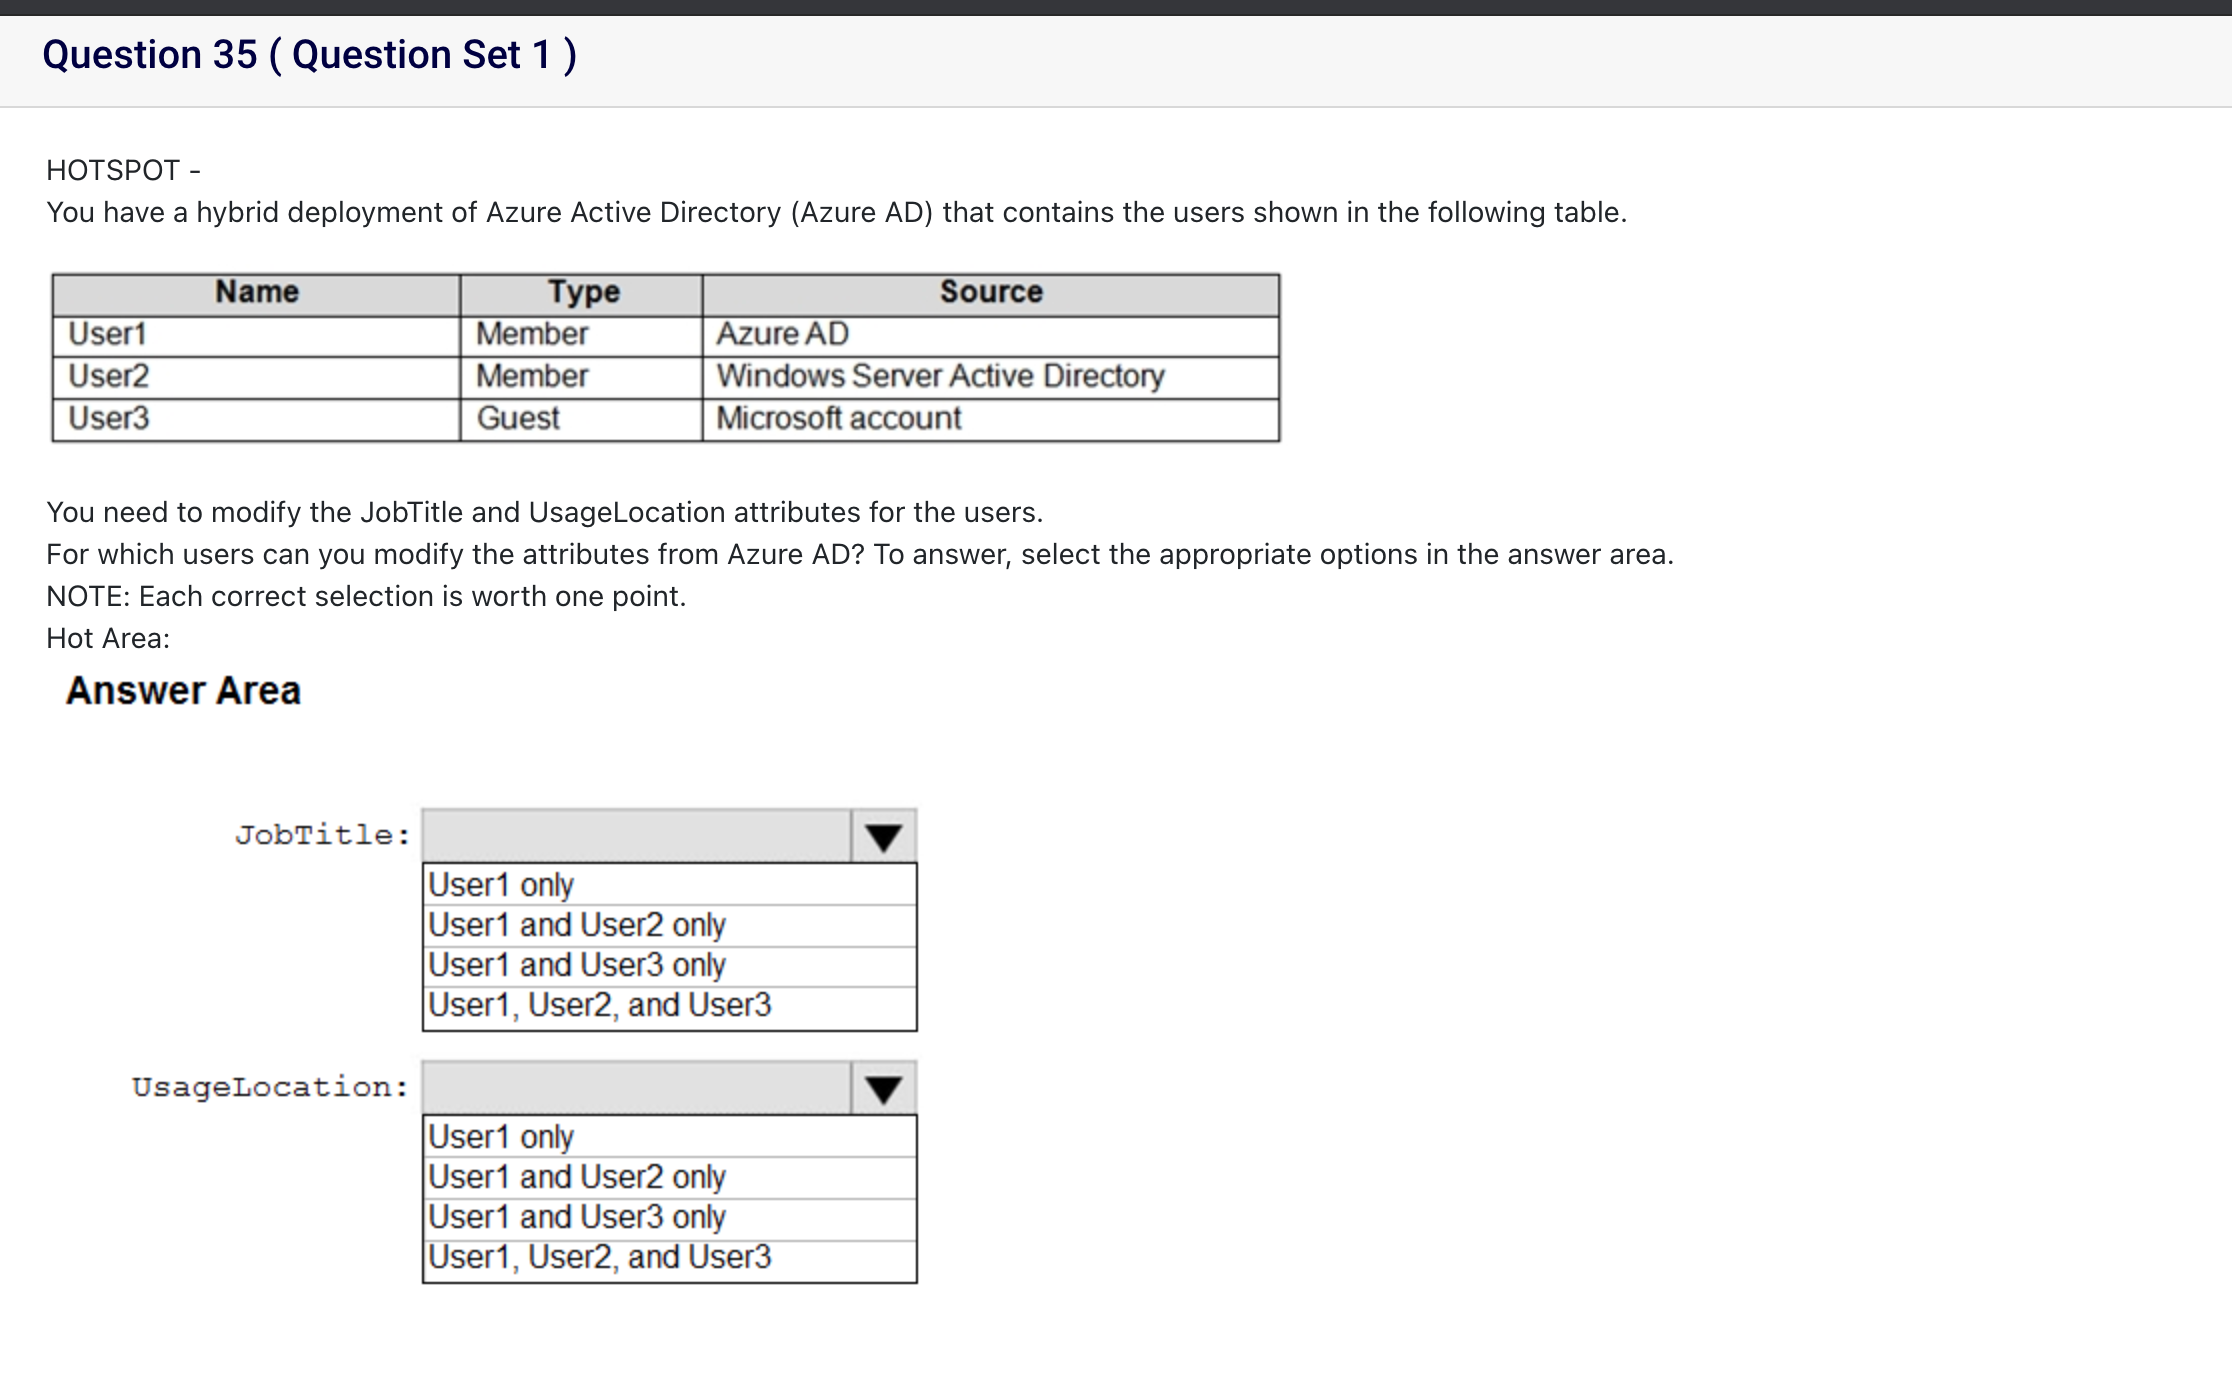 Question 35 ( Question Set 1 )
HOTSPOT -
You have a hybrid deployment of Azure Active Directory (Azure AD) that contains the users shown in the following table.
Name Type Source
User1 Member Azure AD
User2 Member Windows Server Active Directory
User3 Guest Microsoft account
You need to modify the JobTitle and UsageLocation attributes for the users.
For which users can you modify the attributes from Azure AD? To answer, select the appropriate options in the answer area.
NOTE: Each correct selection is worth one point.
Hot Area:
Answer Area
JobTitle:
User1 only
User1 and User2 only
User1 and User3 only
User1, User2, and User3
UsageLocation:
User1 only
User1 and User2 only
User1 and User3 only
User1, User2, and User3